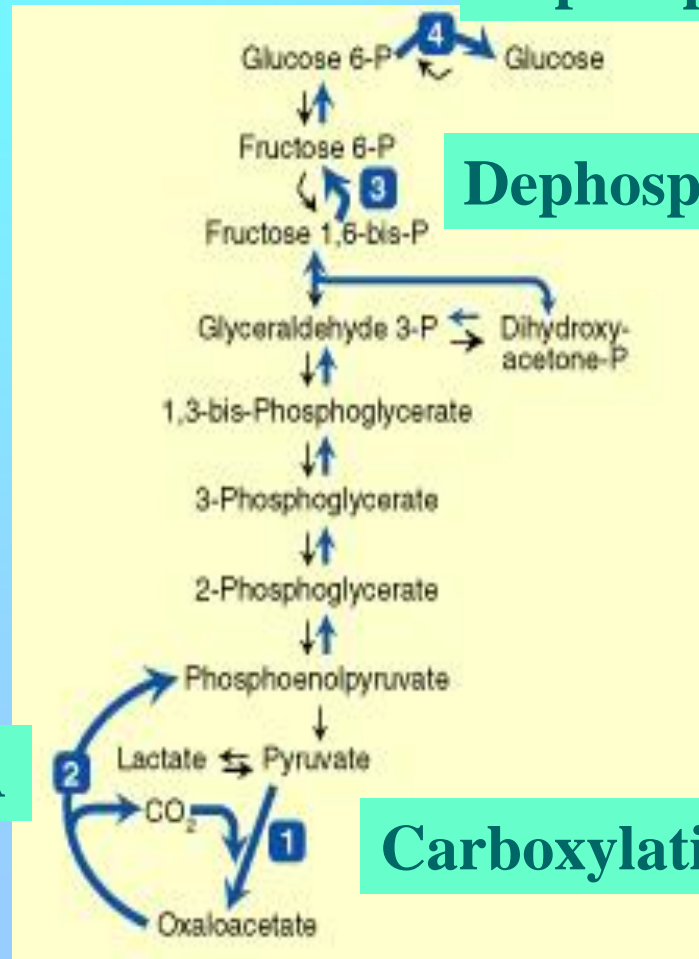 4
Glucose 6-P Glucose
Fructose 6-P
3
Dephosp
Fructose 1,6-bis-P
Glyceraldehyde 3-P Dihydroxy-
acetone-P
1,3-bis-Phosphoglycerate
3-Phosphoglycerate
2-Phosphoglycerate
Phosphoenolpyruvate
2
Lactate Pyruvate
CO₂
1
Carboxylati
Oxaloacetate